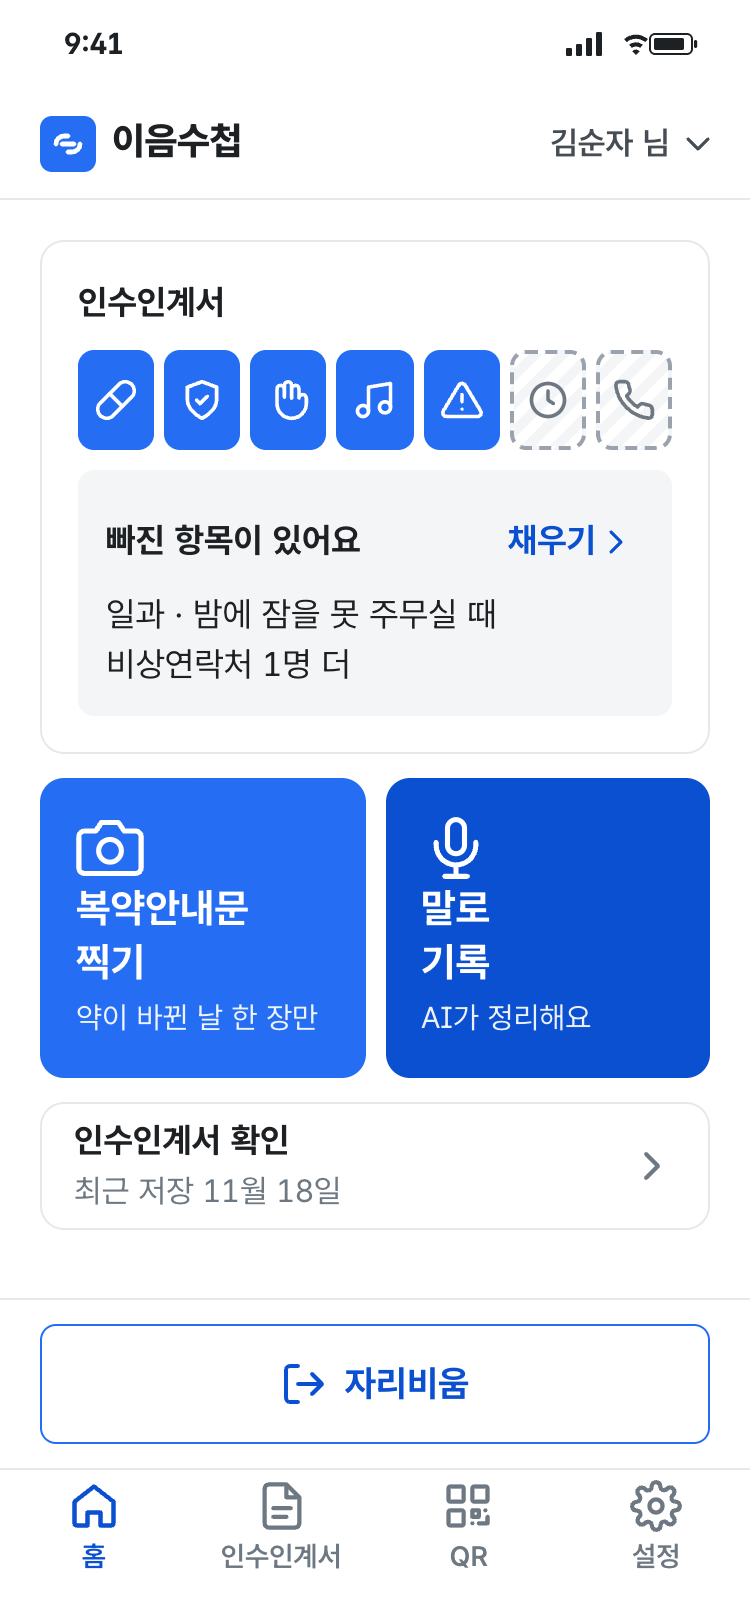 9:41
이음수첩
김순자 님
인수인계서
빠진 항목이 있어요
채우기
일과 · 밤에 잠을 못 주무실 때
비상연락처 1명 더
복약안내문
찍기
약이 바뀐 날 한 장만
말로
기록
AI가 정리해요
인수인계서 확인
최근 저장 11월 18일
자리비움
홈
인수인계서
QR
설정